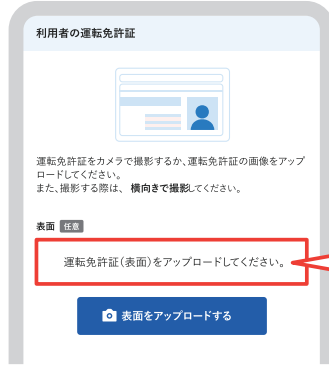 利用者の運転免許証
運転免許証をカメラで撮影するか、運転免許証の画像をアップ
ロードしてください。
また、撮影する際は、 横向きで撮影してください。
表面 任意
運転免許証(表面)をアップロードしてください。
表面をアップロードする